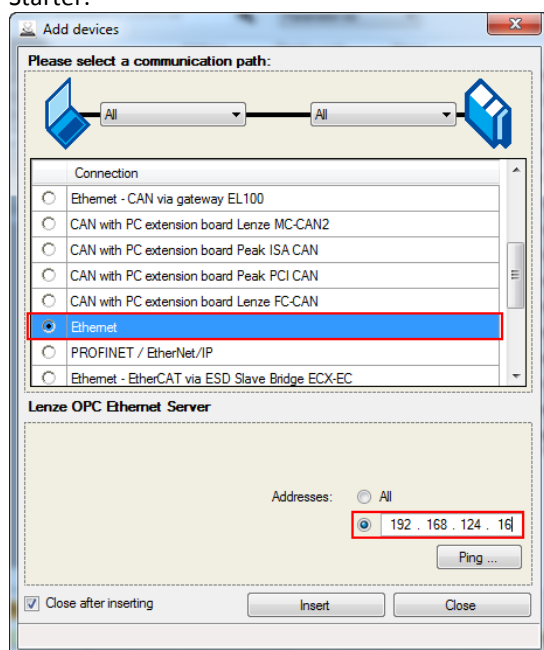 Starter.
Add devices
Please select a communication path:
All All
Connection
Ethernet - CAN via gateway EL100
CAN with PC extension board Lenze MC-CAN2
CAN with PC extension board Peak ISA CAN
CAN with PC extension board Peak PCI CAN
CAN with PC extension board Lenze FC-CAN
Ethernet
PROFINET / EtherNet/IP
Ethernet - EtherCAT via ESD Slave Bridge ECX-EC
Lenze OPC Ethernet Server
Addresses: All
192 . 168 . 124 . 16
Ping ...
Close after inserting Insert Close